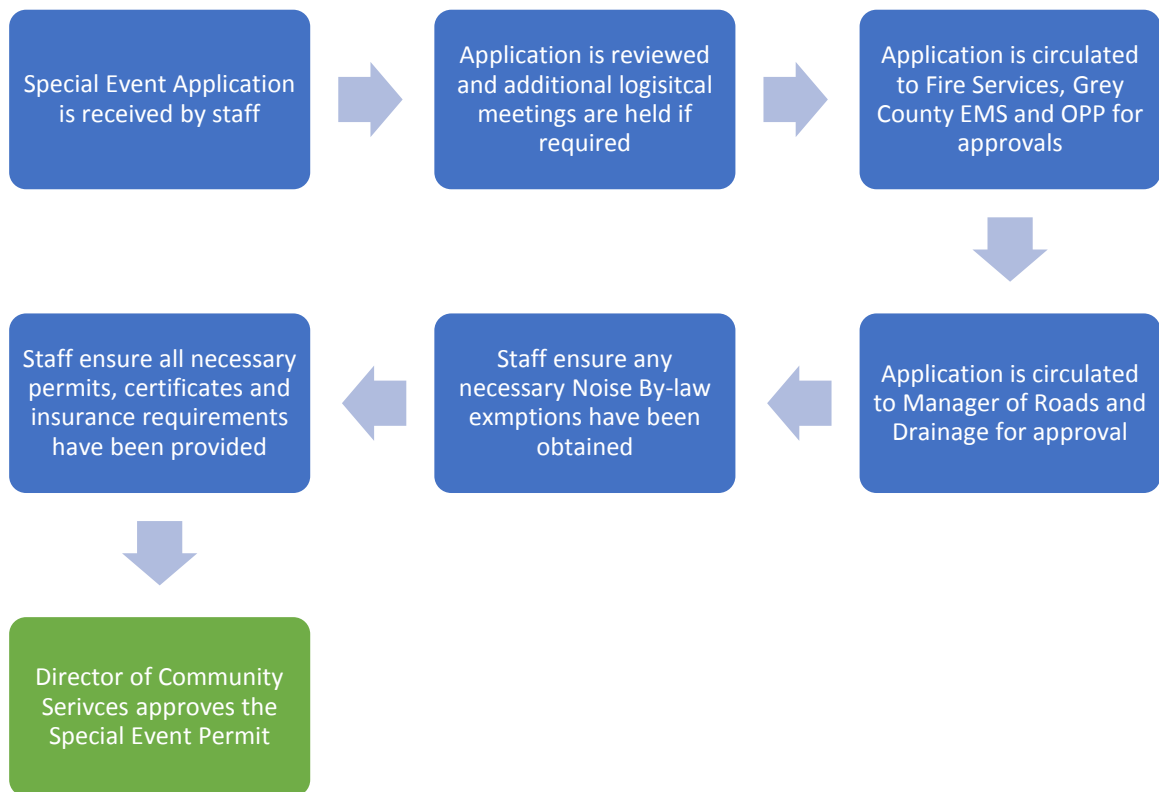 Special Event Application
is received by staff
Application is reviewed
and additional logisitcal
meetings are held if
required
Application is circulated
to Fire Services, Grey
County EMS and OPP for
approvals
Application is circulated
to Manager of Roads and
Drainage for approval
Staff ensure any
necessary Noise By-law
exmptions have been
obtained
Staff ensure all necessary
permits, certificates and
insurance requirements
have been provided
Director of Community
Serivces approves the
Special Event Permit